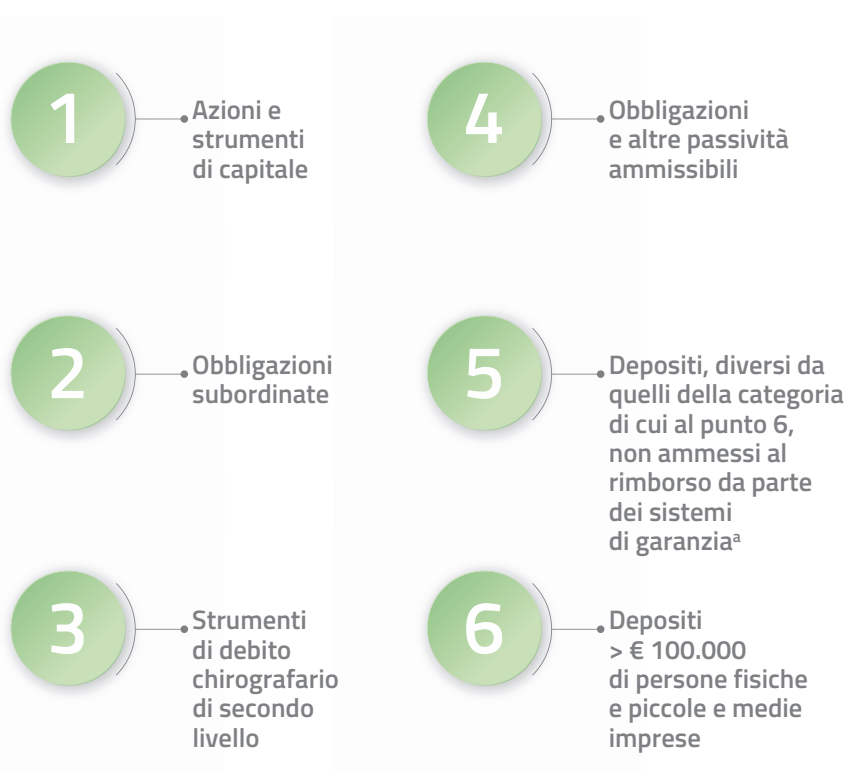 1
Azioni e
strumenti
di capitale
2
Obbligazioni
subordinate
3
Strumenti
di debito
chirografario
di secondo
livello
4
Obbligazioni
e altre passività
ammissibili
5
Depositi, diversi da
quelli della categoria
di cui al punto 6,
non ammessi al
rimborso da parte
dei sistemi
di garanziaᵃ
6
Depositi
> € 100.000
di persone fisiche
e piccole e medie
imprese